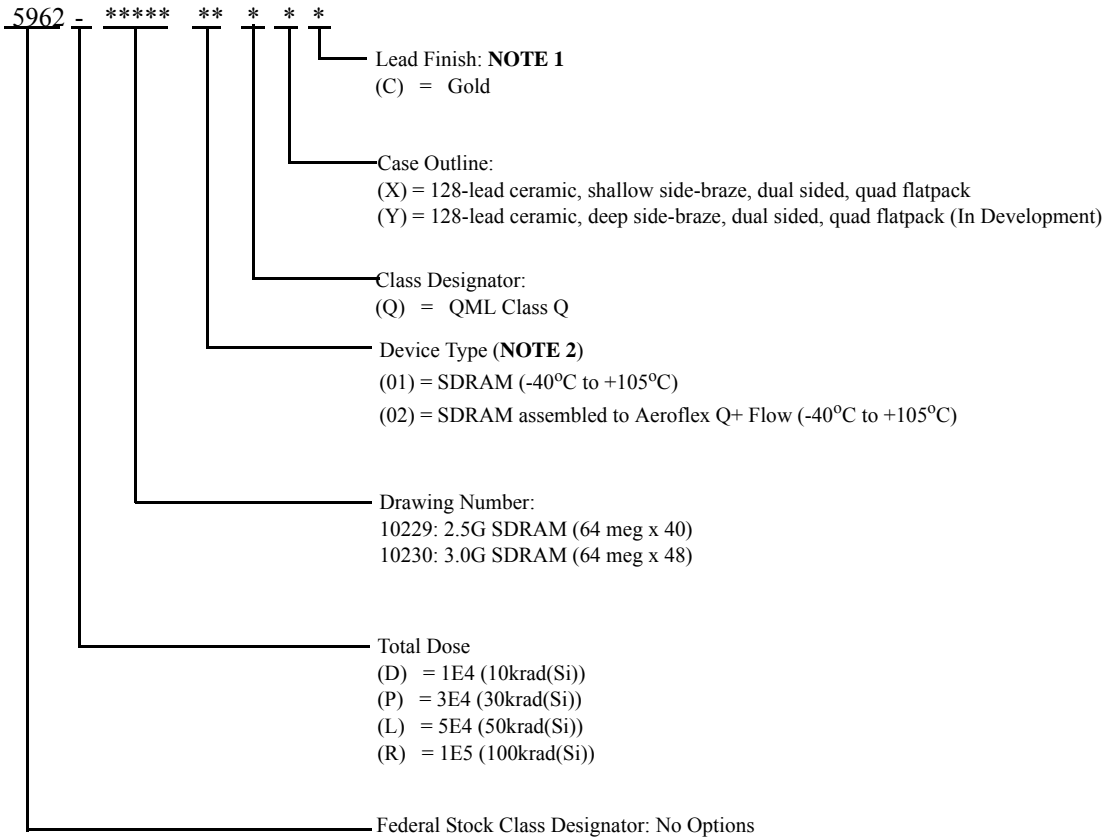 5962 - ***** ** * * *
Lead Finish: NOTE 1
(C) = Gold
Case Outline:
(X) = 128-lead ceramic, shallow side-braze, dual sided, quad flatpack
(Y) = 128-lead ceramic, deep side-braze, dual sided, quad flatpack (In Development)
Class Designator:
(Q) = QML Class Q
Device Type (NOTE 2)
(01) = SDRAM (-40°C to +105°C)
(02) = SDRAM assembled to Aeroflex Q+ Flow (-40°C to +105°C)
Drawing Number:
10229: 2.5G SDRAM (64 meg x 40)
10230: 3.0G SDRAM (64 meg x 48)
Total Dose
(D) = 1E4 (10krad(Si))
(P) = 3E4 (30krad(Si))
(L) = 5E4 (50krad(Si))
(R) = 1E5 (100krad(Si))
Federal Stock Class Designator: No Options